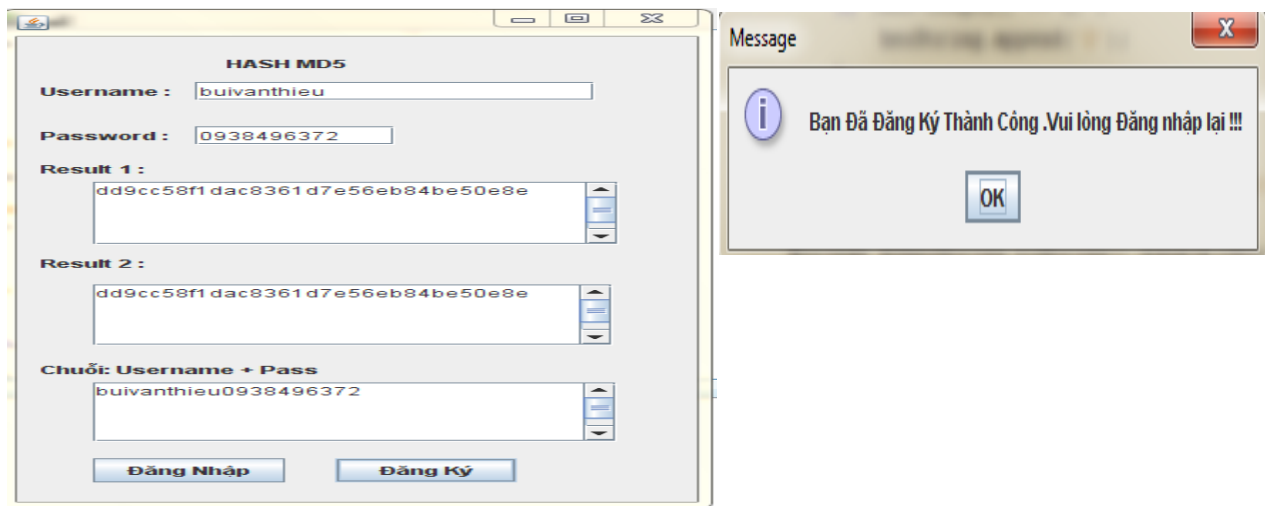 HASH MD5
Username : buivanthieu
Password : 0938496372
Result 1 :
dd9cc58f1dac8361d7e56eb84be50e8e
Result 2 :
dd9cc58f1dac8361d7e56eb84be50e8e
Chuỗi: Username + Pass
buivanthieu0938496372
Đăng Nhập Đăng Ký
Message
Bạn Đã Đăng Ký Thành Công .Vui lòng Đăng nhập lại !!!
OK